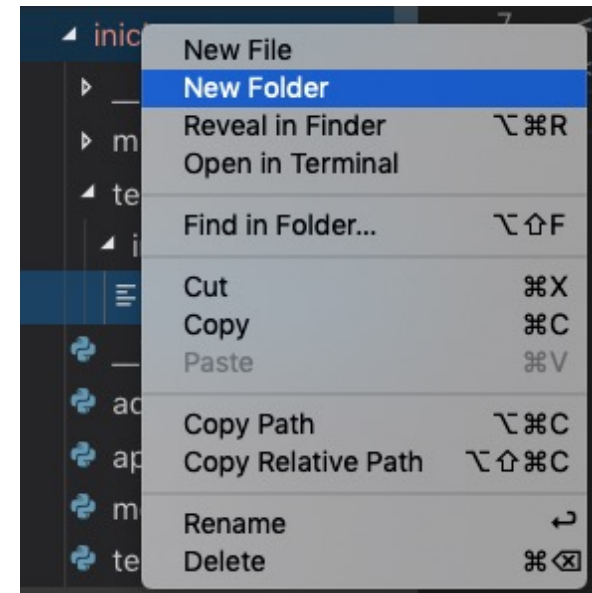 New File
New Folder
Reveal in Finder ⌥⌘R
Open in Terminal
Find in Folder... ⌥⇧F
Cut ⌘X
Copy ⌘C
Paste ⌘V
Copy Path ⌥⌘C
Copy Relative Path ⌥⇧⌘C
Rename ↩
Delete ⌘⌫